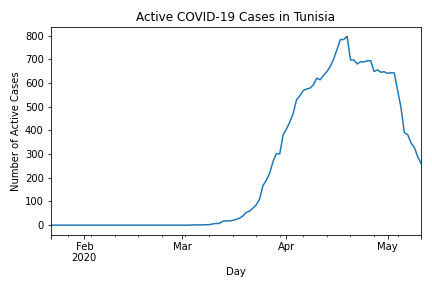 Active COVID-19 Cases in Tunisia
Number of Active Cases
800
700
600
500
400
300
200
100
0
Feb
2020
Mar
Apr
May
Day